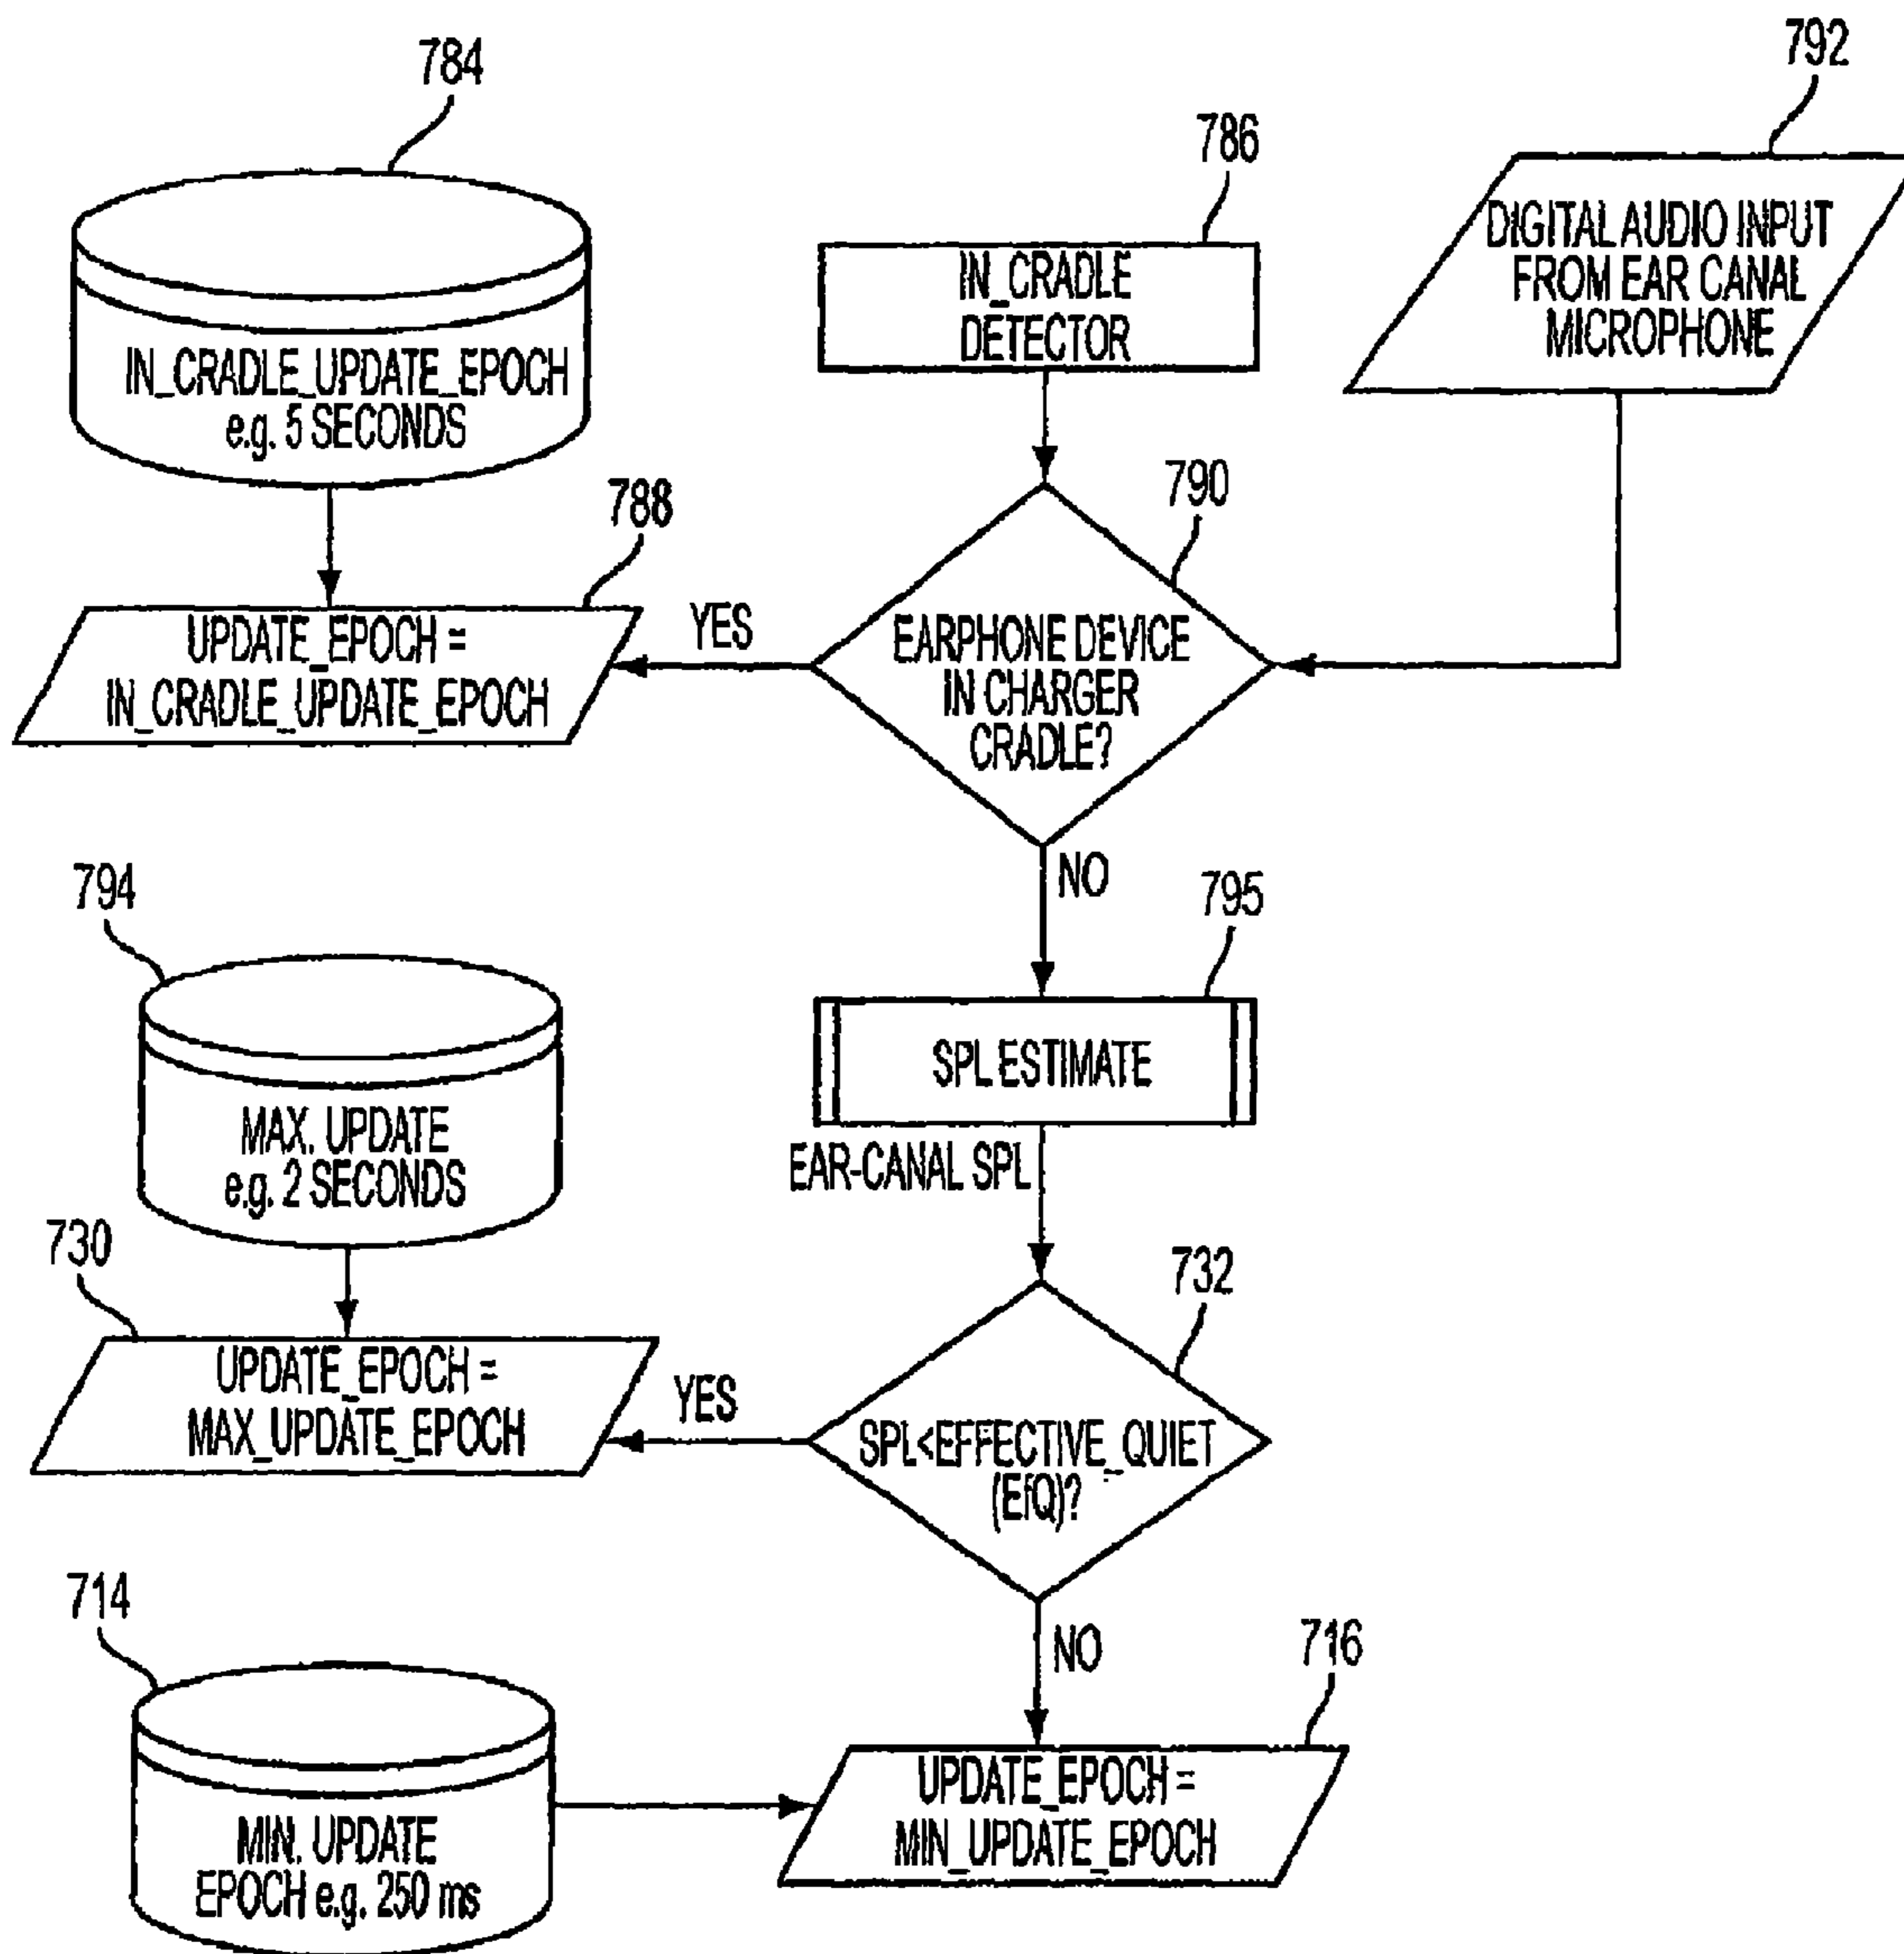 784
792
786
IN_CRADLE
DETECTOR
DIGITAL AUDIO INPUT
FROM EAR CANAL
MICROPHONE
IN_CRADLE_UPDATE_EPOCH
e.g. 5 SECONDS
788
790
UPDATE_EPOCH =
IN_CRADLE_UPDATE_EPOCH
YES
EARPHONE DEVICE
IN CHARGER
CRADLE?
NO
794
795
SPL ESTIMATE
MAX. UPDATE
e.g. 2 SECONDS
EAR-CANAL SPL
730
732
UPDATE_EPOCH =
MAX_UPDATE_EPOCH
YES
SPL<EFFECTIVE_QUIET
(EfQ)?
714
NO
716
MIN. UPDATE
EPOCH e.g. 250 ms
UPDATE_EPOCH =
MIN_UPDATE_EPOCH